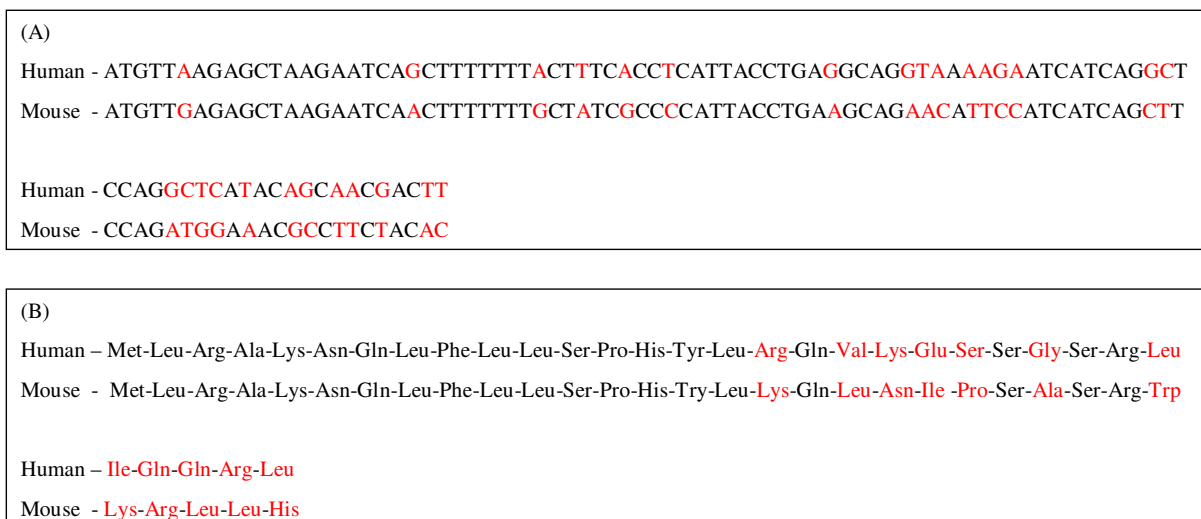 (A)
Human - ATGTTAAGAGCTAAGAATCAGCTTTTTTTACTTTCACCTCATTACCTGAGGCAGGTAAAAGAATCATCAGGCT
Mouse - ATGTTGAGAGCTAAGAATCAACTTTTTTTGCTATCGCCCCATTACCTGAAGCAGAACATTCCATCATCAGCTT
Human - CCAGGCTCATACAGCAACGACTT
Mouse - CCAGATGGAAACGCCTTCTACAC
(B)
Human – Met-Leu-Arg-Ala-Lys-Asn-Gln-Leu-Phe-Leu-Leu-Ser-Pro-His-Tyr-Leu-Arg-Gln-Val-Lys-Glu-Ser-Ser-Gly-Ser-Arg-Leu
Mouse - Met-Leu-Arg-Ala-Lys-Asn-Gln-Leu-Phe-Leu-Leu-Ser-Pro-His-Try-Leu-Lys-Gln-Leu-Asn-Ile -Pro-Ser-Ala-Ser-Arg-Trp
Human – Ile-Gln-Gln-Arg-Leu
Mouse - Lys-Arg-Leu-Leu-His